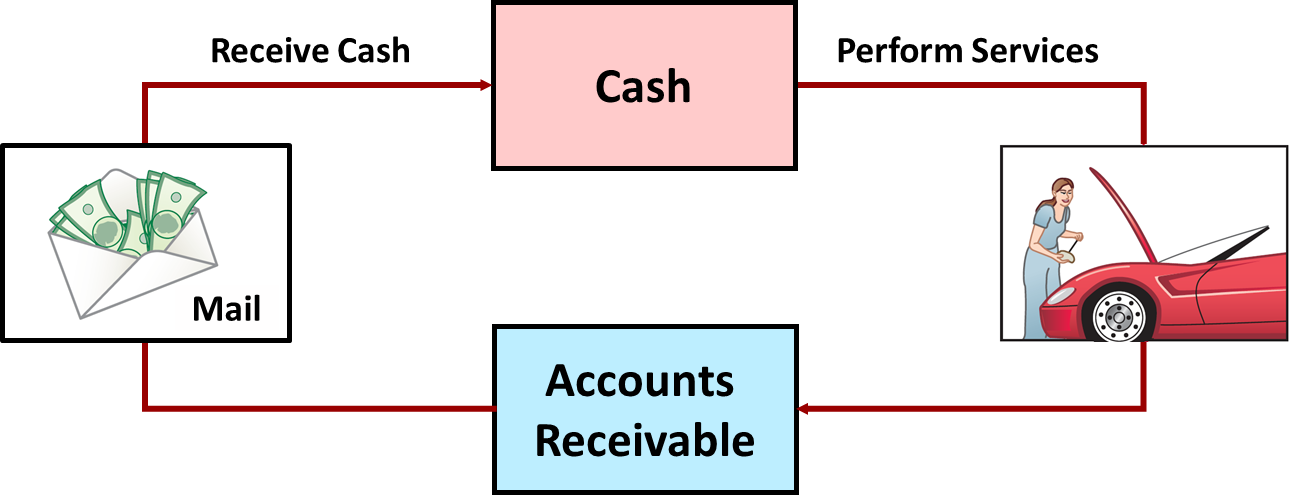 Receive Cash
Cash
Perform Services
Mail
Accounts
Receivable